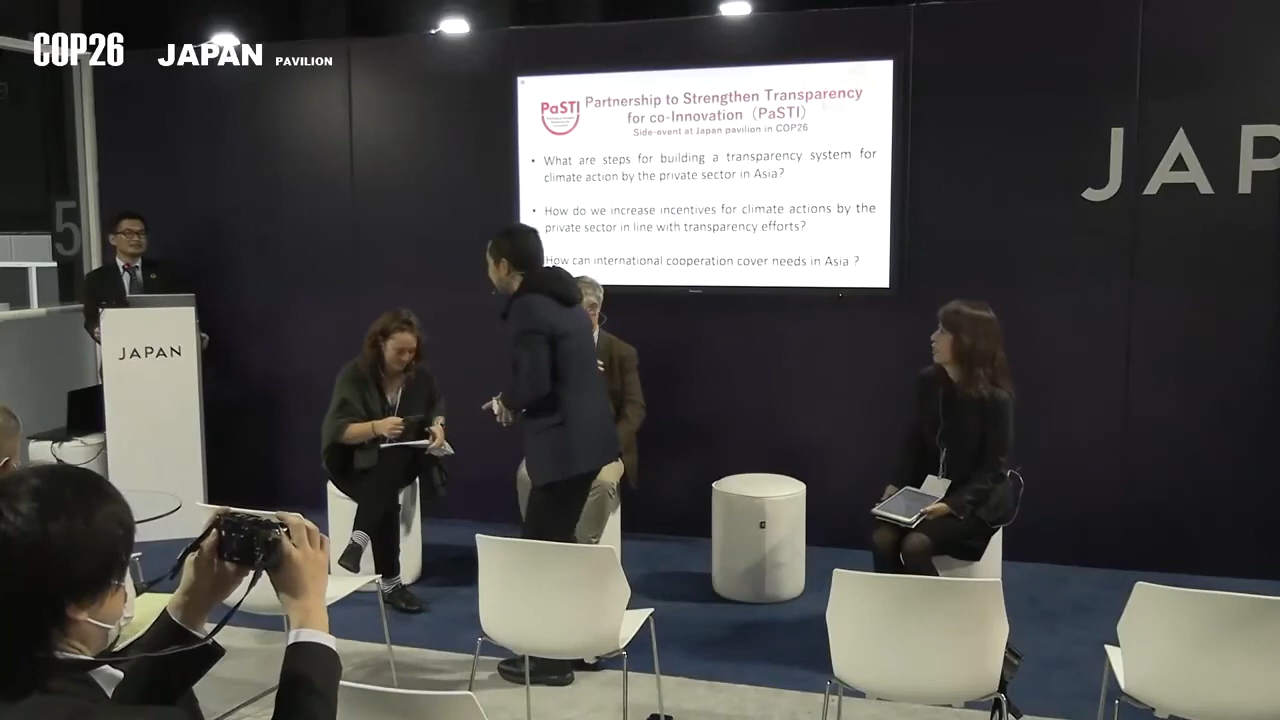 COP26 JAPAN PAVILION
PaSTI
Partnership to Strengthen Transparency
for co-Innovation (PaSTI)
Side-event at Japan pavilion in COP26
• What are steps for building a transparency system for
climate action by the private sector in Asia?
• How do we increase incentives for climate actions by the
private sector in line with transparency efforts?
How can international cooperation cover needs in Asia ?
JAP
5
JAPAN